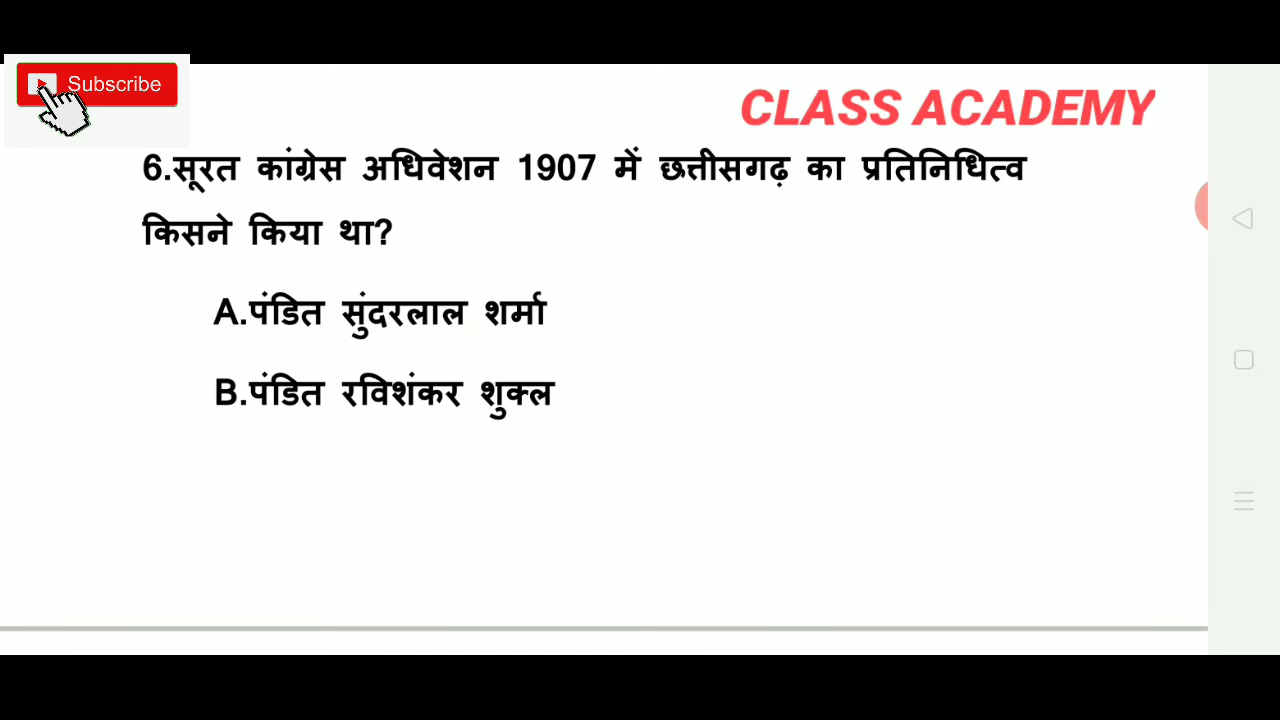 Subscribe
CLASS ACADEMY
6.सूरत कांग्रेस अधिवेशन 1907 में छत्तीसगढ़ का प्रतिनिधित्व
किसने किया था?
A.पंडित सुंदरलाल शर्मा
B.पंडित रविशंकर शुक्ल